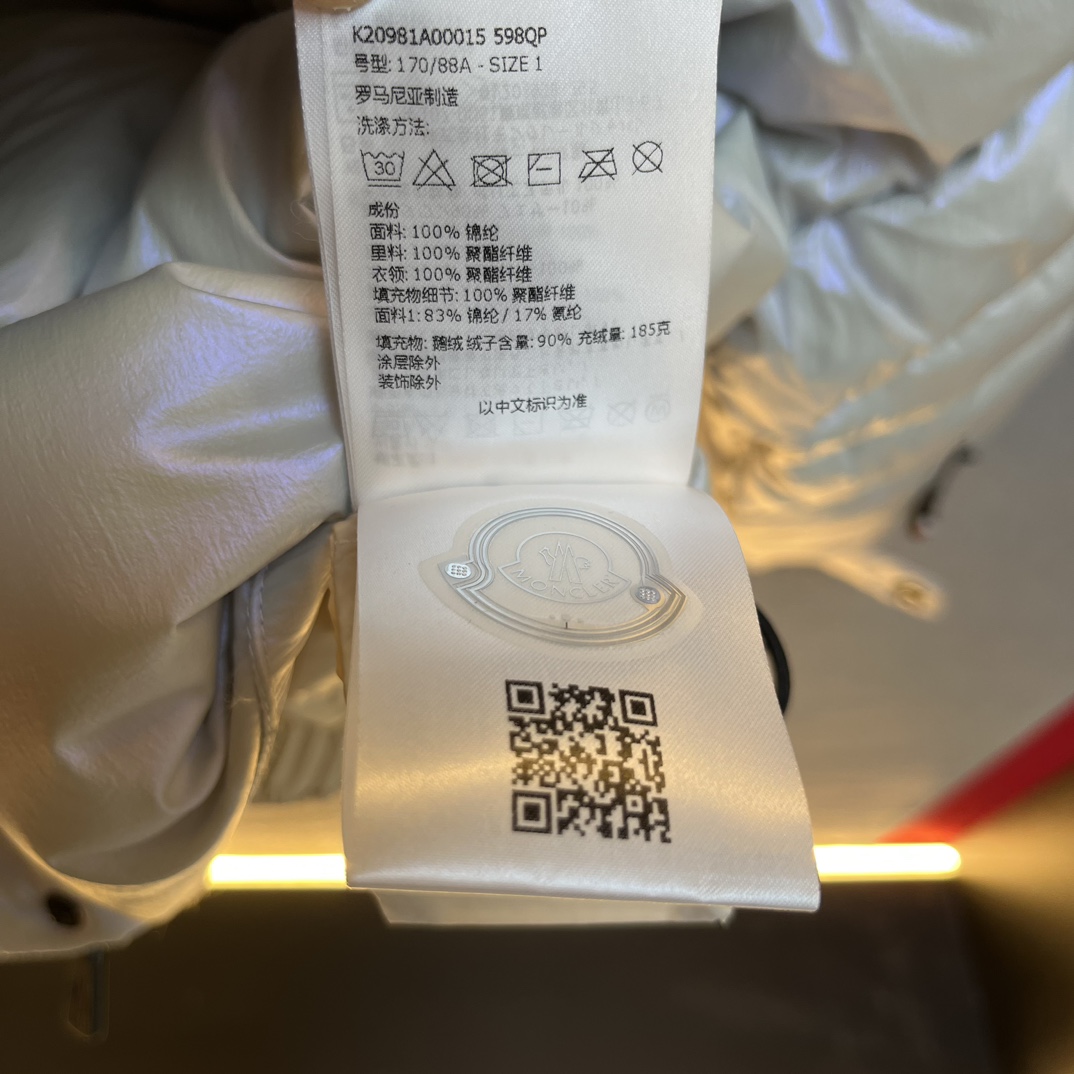 K20981A00015 598QP
号型: 170/88A - SIZE 1
罗马尼亚制造
洗涤方法:
30
成份
面料: 100% 锦纶
里料: 100% 聚酯纤维
衣领: 100% 聚酯纤维
填充物细节: 100% 聚酯纤维
面料1: 83% 锦纶 / 17% 氨纶
填充物: 鹅绒 绒子含量: 90% 充绒量: 185克
涂层除外
装饰除外
以中文标识为准
MONCLER